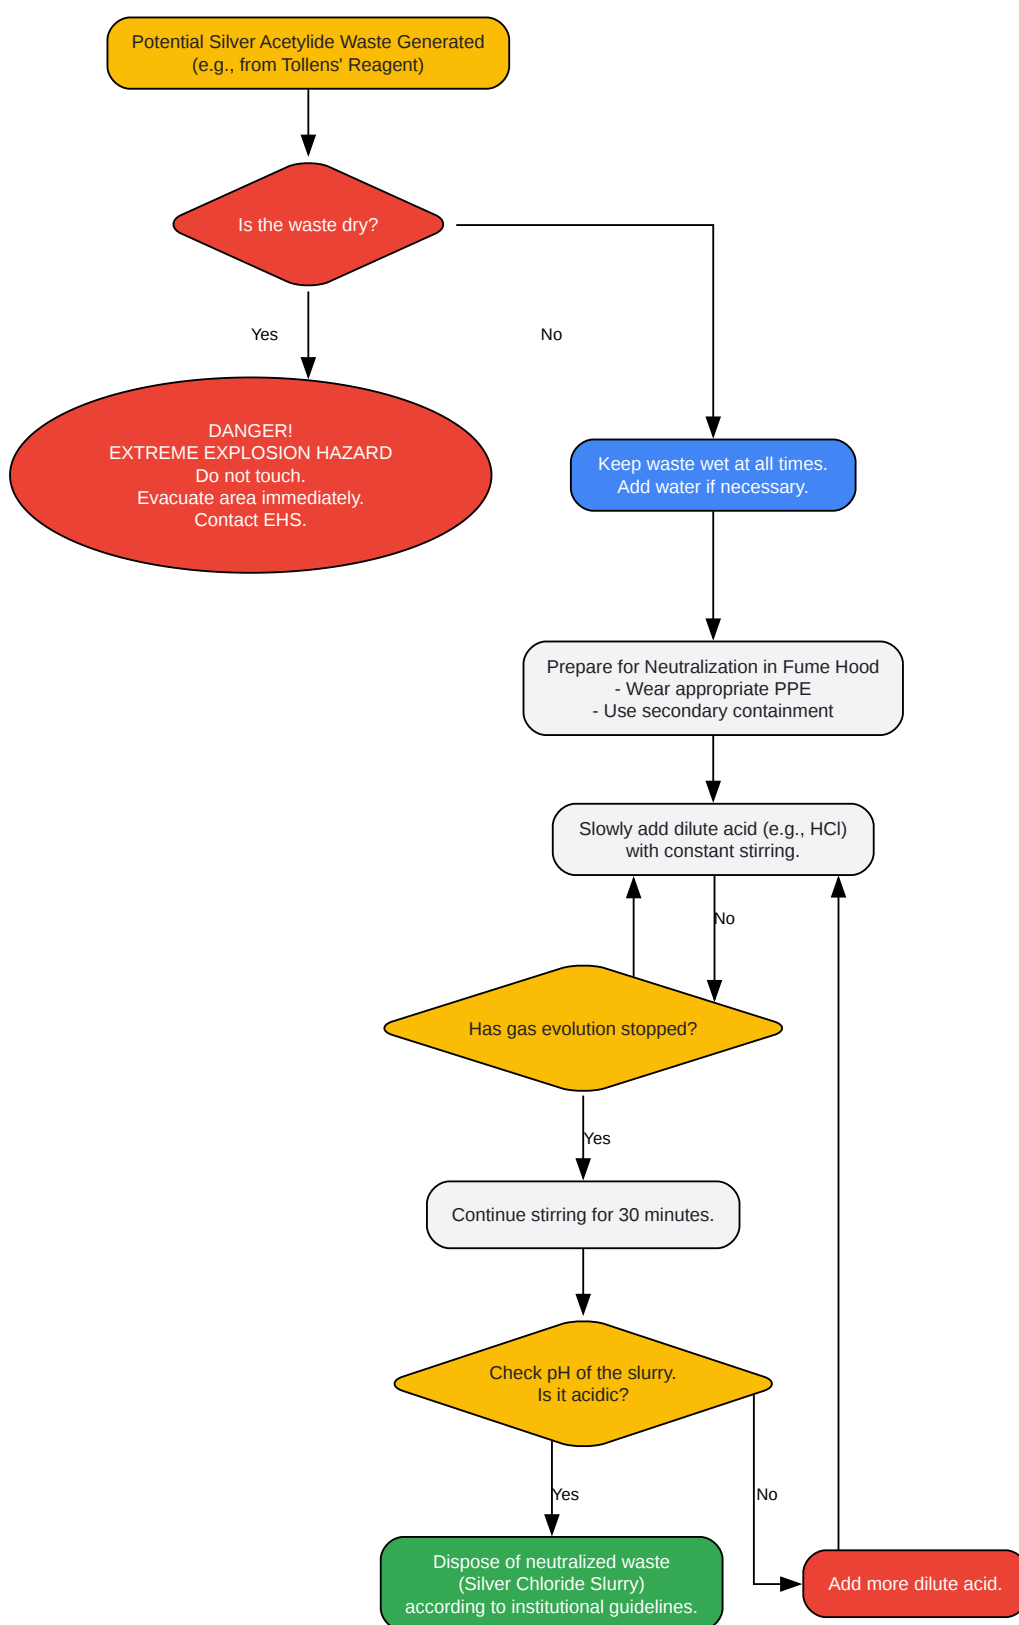 Potential Silver Acetylide Waste Generated
(e.g., from Tollens' Reagent)
Is the waste dry?
Yes
No
DANGER!
EXTREME EXPLOSION HAZARD
Do not touch.
Evacuate area immediately.
Contact EHS.
Keep waste wet at all times.
Add water if necessary.
Prepare for Neutralization in Fume Hood
- Wear appropriate PPE
- Use secondary containment
Slowly add dilute acid (e.g., HCl)
with constant stirring.
No
Has gas evolution stopped?
Yes
Continue stirring for 30 minutes.
Check pH of the slurry.
Is it acidic?
Yes
No
Dispose of neutralized waste
(Silver Chloride Slurry)
according to institutional guidelines.
Add more dilute acid.